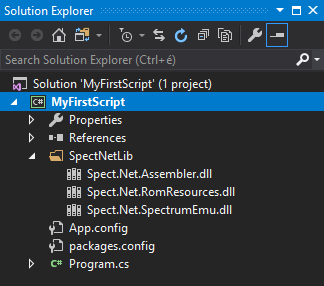 Solution Explorer
Search Solution Explorer (Ctrl+é)
Solution 'MyFirstScript' (1 project)
C# MyFirstScript
Properties
References
SpectNetLib
Spect.Net.Assembler.dll
Spect.Net.RomResources.dll
Spect.Net.SpectrumEmu.dll
App.config
packages.config
C# Program.cs